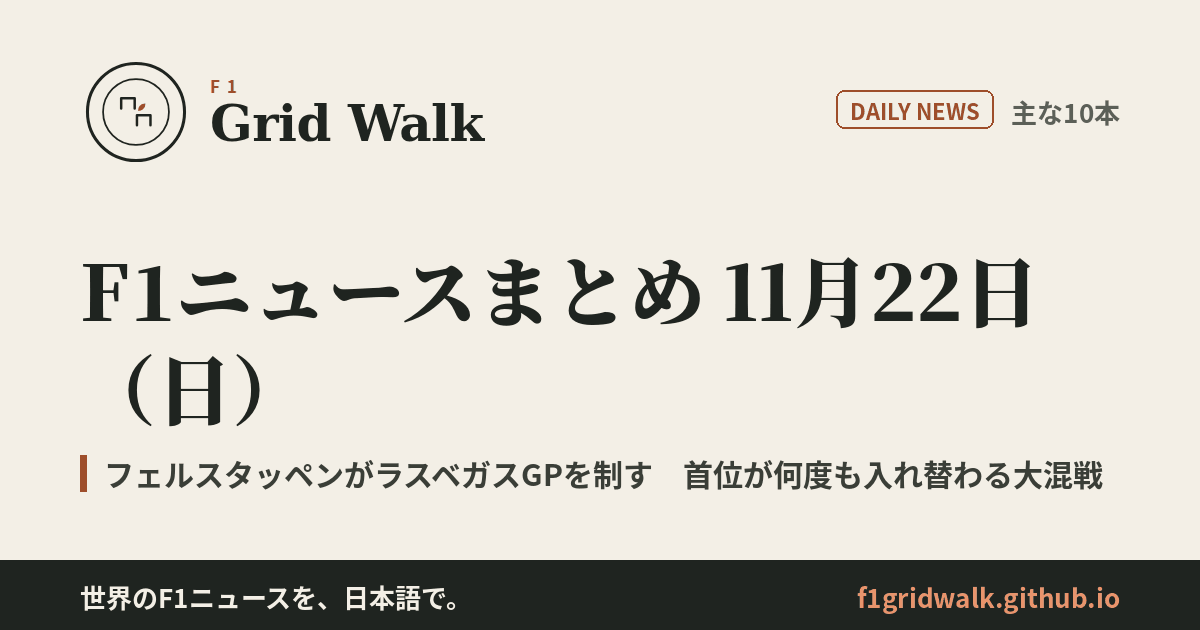 F1
Grid Walk
DAILY NEWS 主な10本
F1ニュースまとめ 11月22日
（日）
フェルスタッペンがラスベガスGPを制す　首位が何度も入れ替わる大混戦
世界のF1ニュースを、日本語で。
f1gridwalk.github.io